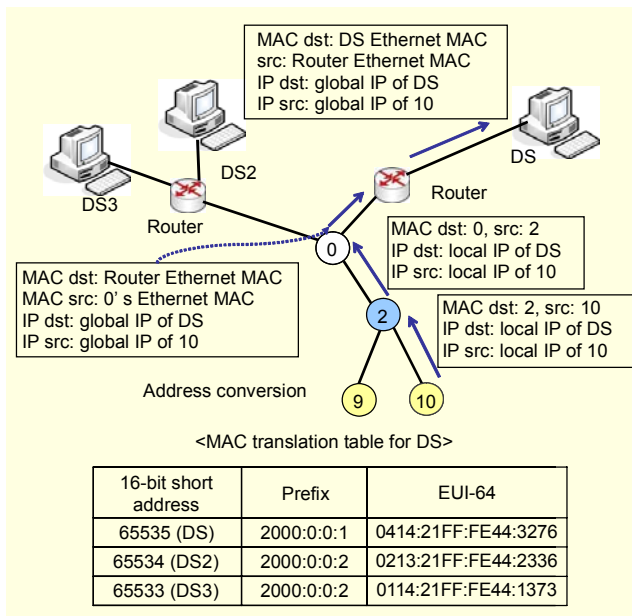 MAC dst: DS Ethernet MAC
src: Router Ethernet MAC
IP dst: global IP of DS
IP src: global IP of 10
DS
DS2
DS3
Router
Router
0
MAC dst: 0, src: 2
IP dst: local IP of DS
IP src: local IP of 10
MAC dst: Router Ethernet MAC
MAC src: 0' s Ethernet MAC
IP dst: global IP of DS
IP src: global IP of 10
2
MAC dst: 2, src: 10
IP dst: local IP of DS
IP src: local IP of 10
Address conversion
9
10
<MAC translation table for DS>
16-bit short address Prefix EUI-64
65535 (DS) 2000:0:0:1 0414:21FF:FE44:3276
65534 (DS2) 2000:0:0:2 0213:21FF:FE44:2336
65533 (DS3) 2000:0:0:2 0114:21FF:FE44:1373